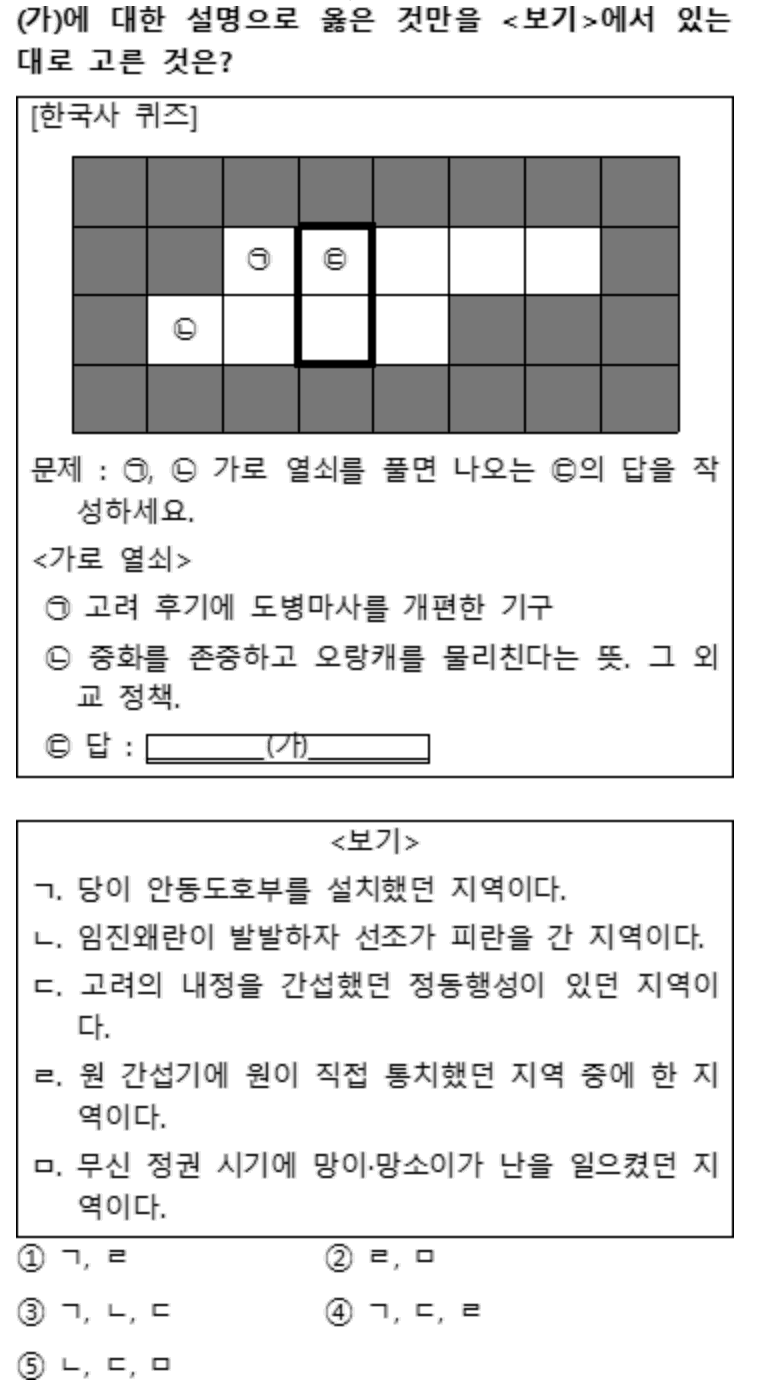 (가)에 대한 설명으로 옳은 것만을 <보기>에서 있는
대로 고른 것은?
[한국사 퀴즈]
㉠ ㉢
㉡
문제 : ㉠, ㉡ 가로 열쇠를 풀면 나오는 ㉢의 답을 작
성하세요.
<가로 열쇠>
㉠ 고려 후기에 도병마사를 개편한 기구
㉡ 중화를 존중하고 오랑캐를 물리친다는 뜻. 그 외
교 정책.
㉢ 답 : (가)
<보기>
ㄱ. 당이 안동도호부를 설치했던 지역이다.
ㄴ. 임진왜란이 발발하자 선조가 피란을 간 지역이다.
ㄷ. 고려의 내정을 간섭했던 정동행성이 있던 지역이
다.
ㄹ. 원 간섭기에 원이 직접 통치했던 지역 중에 한 지
역이다.
ㅁ. 무신 정권 시기에 망이·망소이가 난을 일으켰던 지
역이다.
① ㄱ, ㄹ ② ㄹ, ㅁ
③ ㄱ, ㄴ, ㄷ ④ ㄱ, ㄷ, ㄹ
⑤ ㄴ, ㄷ, ㅁ